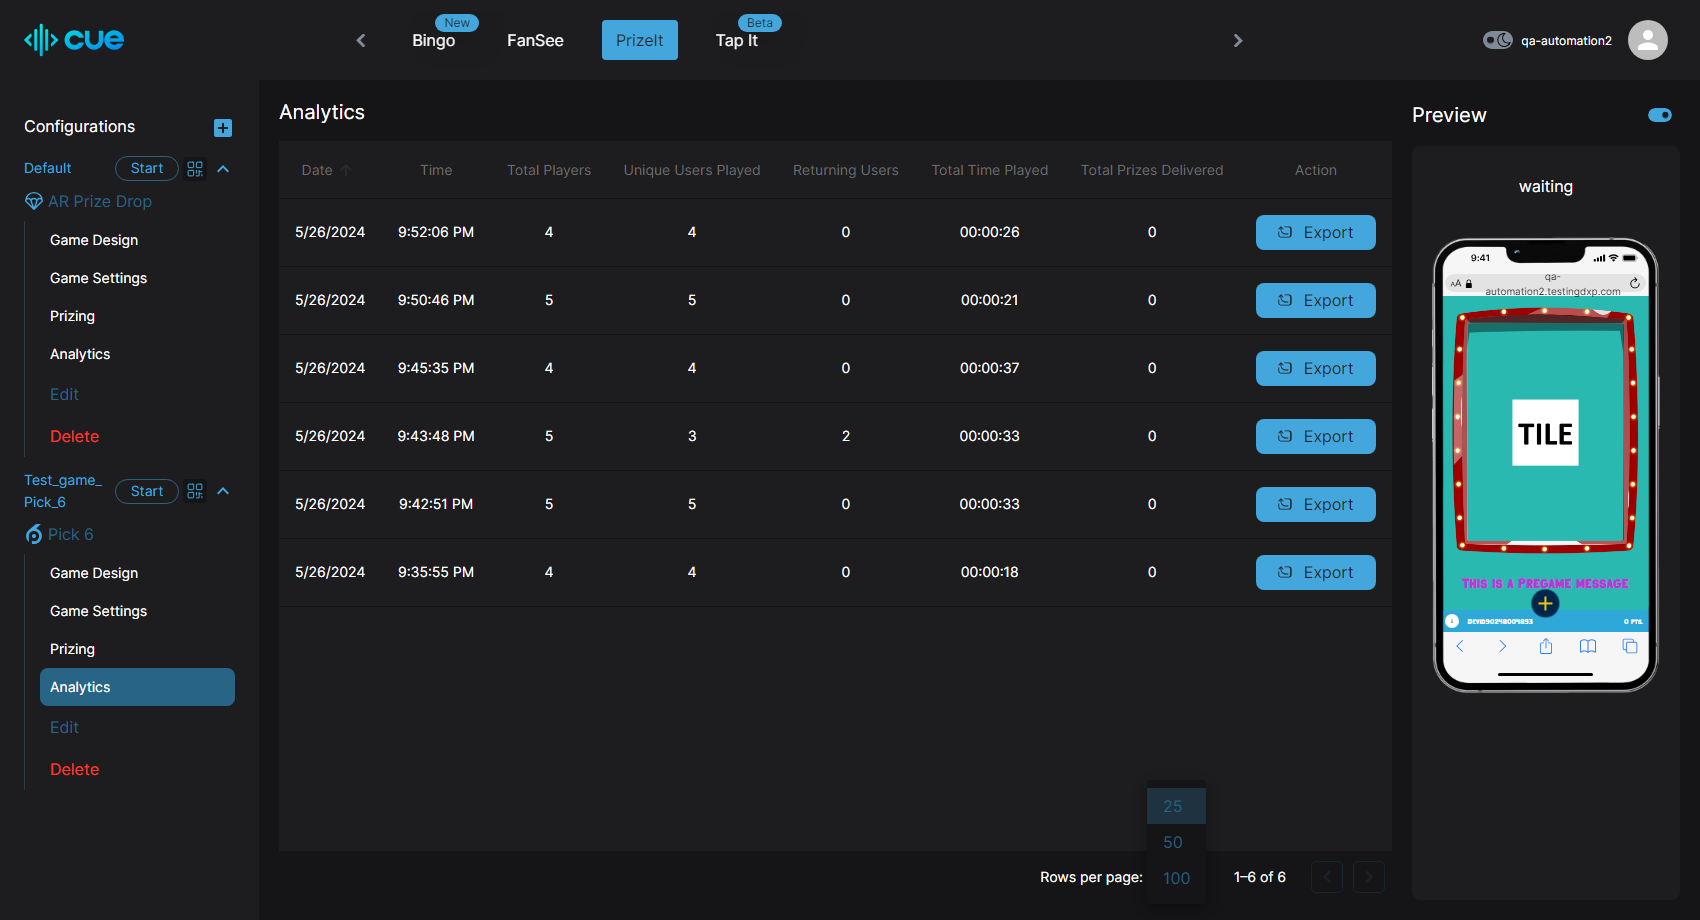 cue
New
Bingo
FanSee
PrizeIt
Beta
Tap It
qa-automation2
Configurations
Default
Start
AR Prize Drop
Game Design
Game Settings
Prizing
Analytics
Edit
Delete
Test_game_
Pick_6
Start
Pick 6
Game Design
Game Settings
Prizing
Analytics
Edit
Delete
Analytics
Date Time Total Players Unique Users Played Returning Users Total Time Played Total Prizes Delivered Action
5/26/2024 9:52:06 PM 4 4 0 00:00:26 0 Export
5/26/2024 9:50:46 PM 5 5 0 00:00:21 0 Export
5/26/2024 9:45:35 PM 4 4 0 00:00:37 0 Export
5/26/2024 9:43:48 PM 5 3 2 00:00:33 0 Export
5/26/2024 9:42:51 PM 5 5 0 00:00:33 0 Export
5/26/2024 9:35:55 PM 4 4 0 00:00:18 0 Export
25
50
100
Rows per page:
1–6 of 6
Preview
waiting
9:41
AA
qa-
automation2.testingdxp.com
TILE
THIS IS A PREGAME MESSAGE
0 PTS.